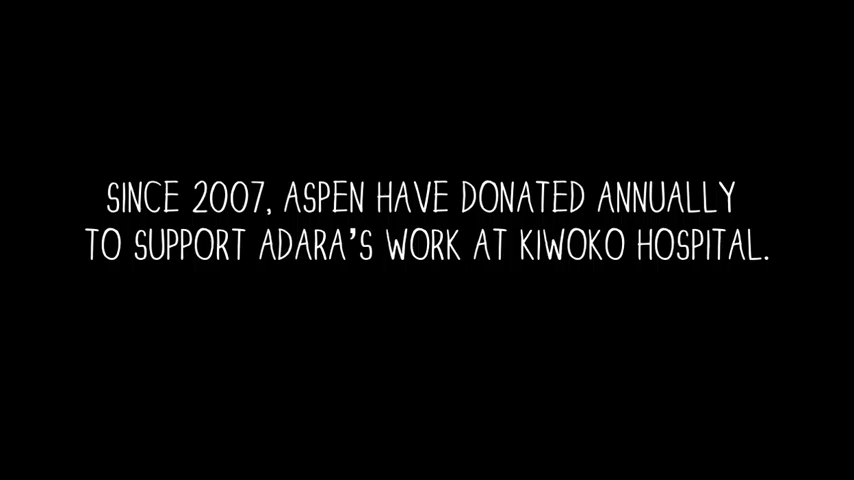 SINCE 2007, ASPEN HAVE DONATED ANNUALLY
TO SUPPORT ADARA'S WORK AT KIWOKO HOSPITAL.